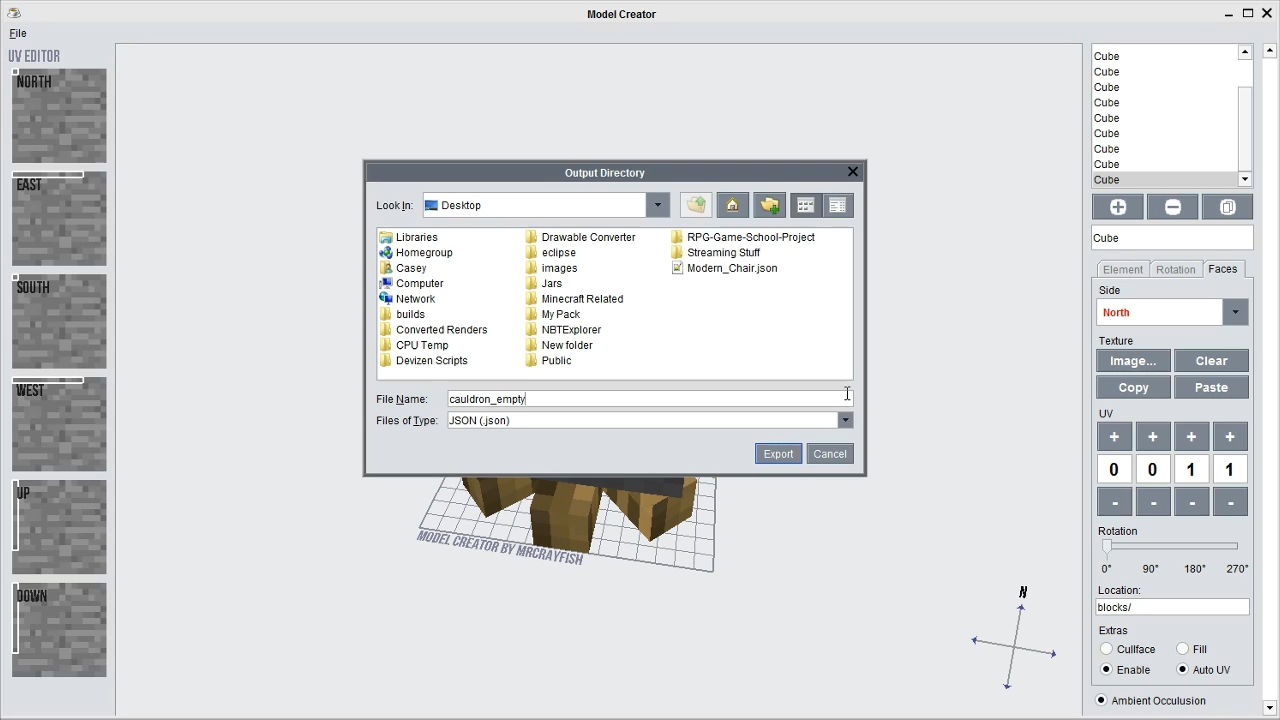 Model Creator
File
UV EDITOR
NORTH
EAST
SOUTH
WEST
UP
DOWN
Output Directory
Look In:
Desktop
Libraries
Homegroup
Casey
Computer
Network
builds
Converted Renders
CPU Temp
Devizen Scripts
Drawable Converter
eclipse
images
Jars
Minecraft Related
My Pack
NBTExplorer
New folder
Public
RPG-Game-School-Project
Streaming Stuff
Modern_Chair.json
File Name:
cauldron_empty
Files of Type:
JSON (.json)
Export
Cancel
MODEL CREATOR BY MRCRAYFISH
N
Cube
Cube
Cube
Cube
Cube
Cube
Cube
Cube
Cube
Cube
Element
Rotation
Faces
Side
North
Texture
Image...
Clear
Copy
Paste
UV
+ + + +
0 0 1 1
- - - -
Rotation
0° 90° 180° 270°
Location:
blocks/
Extras
Cullface
Fill
Enable
Auto UV
Ambient Occulusion